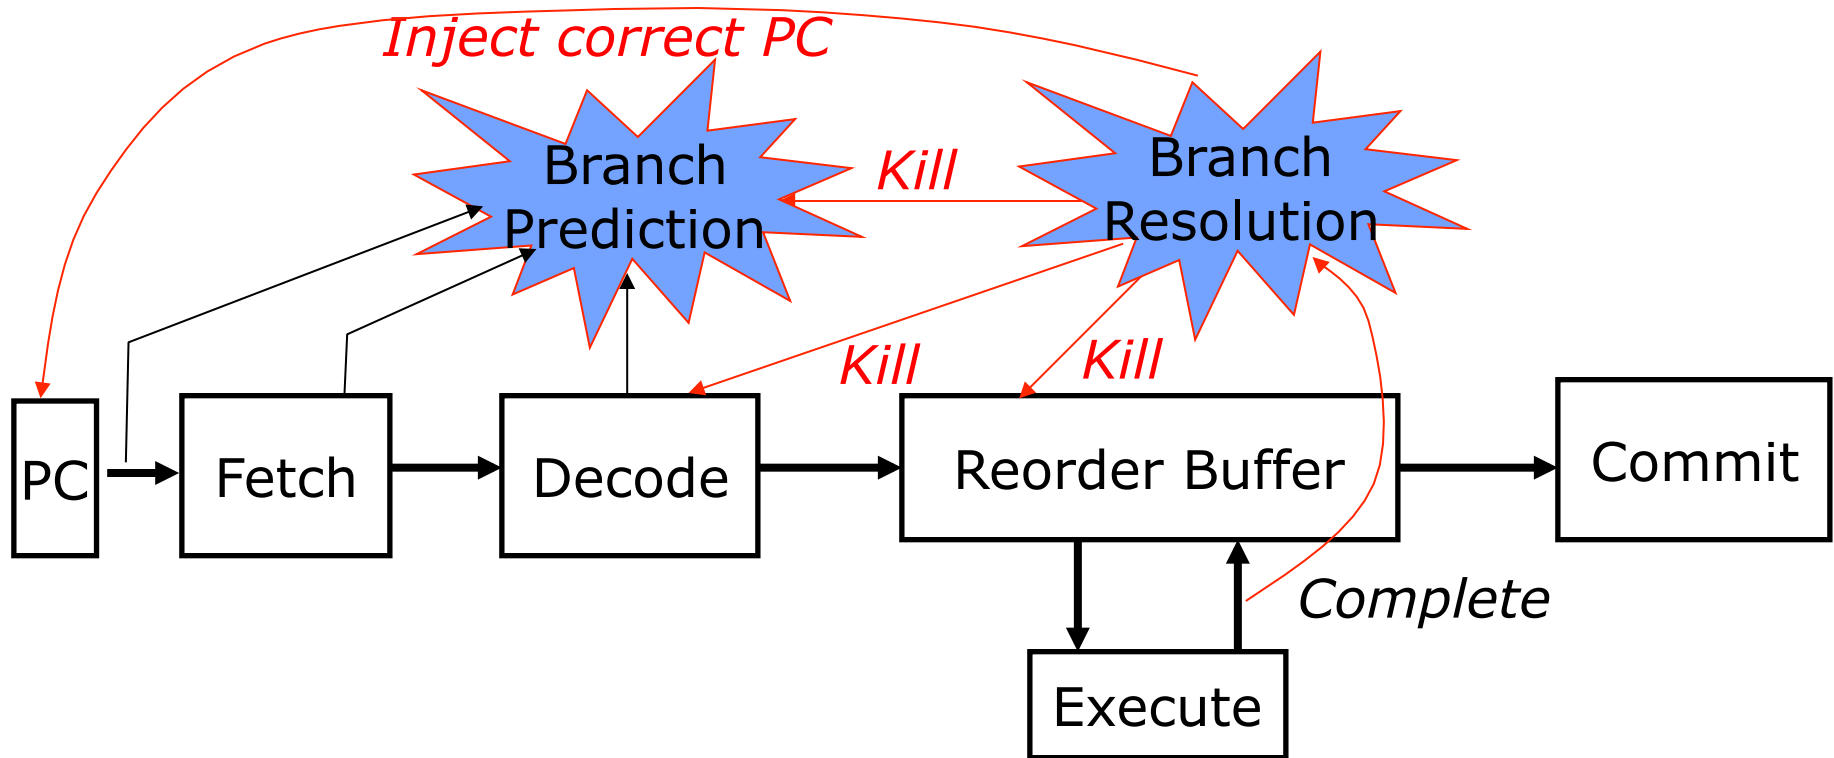 Inject correct PC
Branch
Prediction
Kill
Branch
Resolution
Kill
Kill
PC
Fetch
Decode
Reorder Buffer
Commit
Complete
Execute